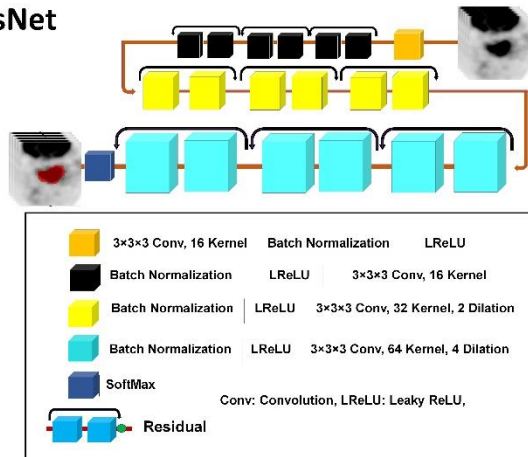 sNet
3×3×3 Conv, 16 Kernel Batch Normalization LReLU
Batch Normalization LReLU 3×3×3 Conv, 16 Kernel
Batch Normalization LReLU 3×3×3 Conv, 32 Kernel, 2 Dilation
Batch Normalization LReLU 3×3×3 Conv, 64 Kernel, 4 Dilation
SoftMax
Conv: Convolution, LReLU: Leaky ReLU,
Residual